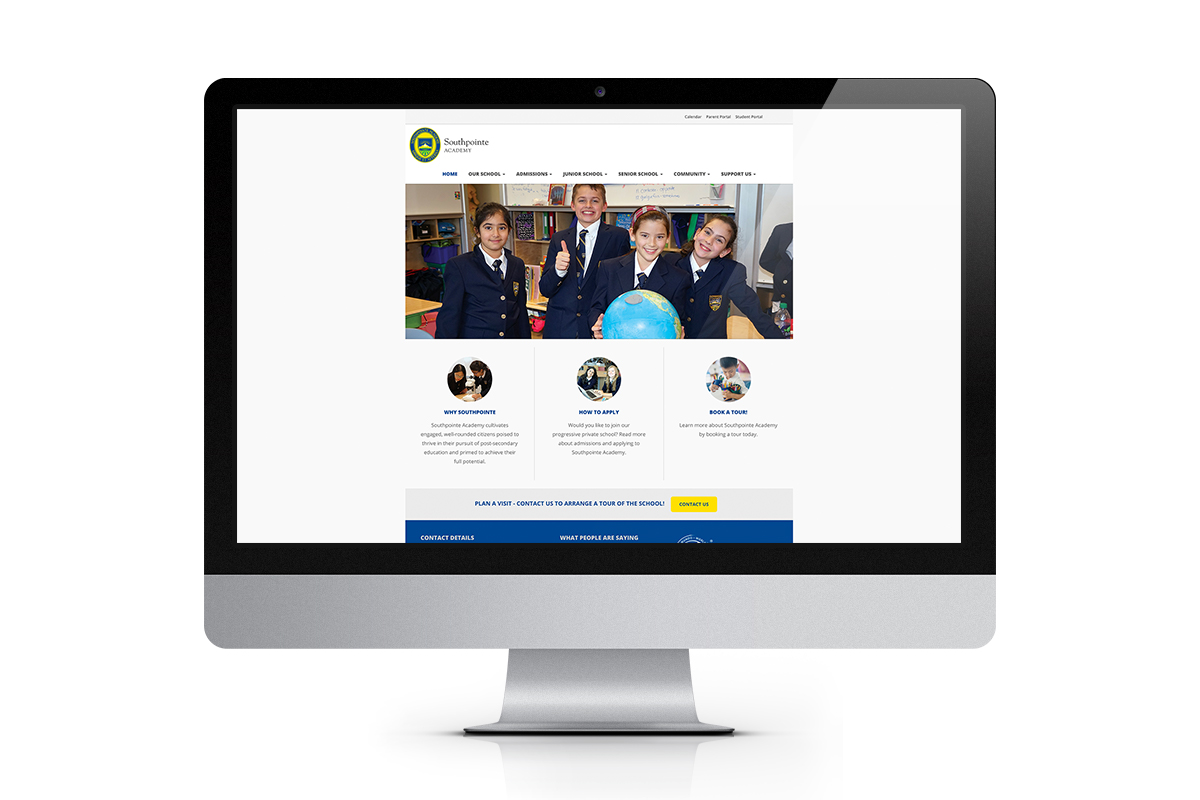 Calendar Parent Portal Student Portal
Southpointe
ACADEMY
HOME OUR SCHOOL ADMISSIONS JUNIOR SCHOOL SENIOR SCHOOL COMMUNITY SUPPORT US
WHY SOUTHPOINTE
Southpointe Academy cultivates
engaged, well-rounded citizens poised to
thrive in their pursuit of post-secondary
education and primed to achieve their
full potential.
HOW TO APPLY
Would you like to join our
progressive private school? Read more
about admissions and applying to
Southpointe Academy.
BOOK A TOUR!
Learn more about Southpointe Academy
by booking a tour today.
PLAN A VISIT - CONTACT US TO ARRANGE A TOUR OF THE SCHOOL! CONTACT US
CONTACT DETAILS WHAT PEOPLE ARE SAYING